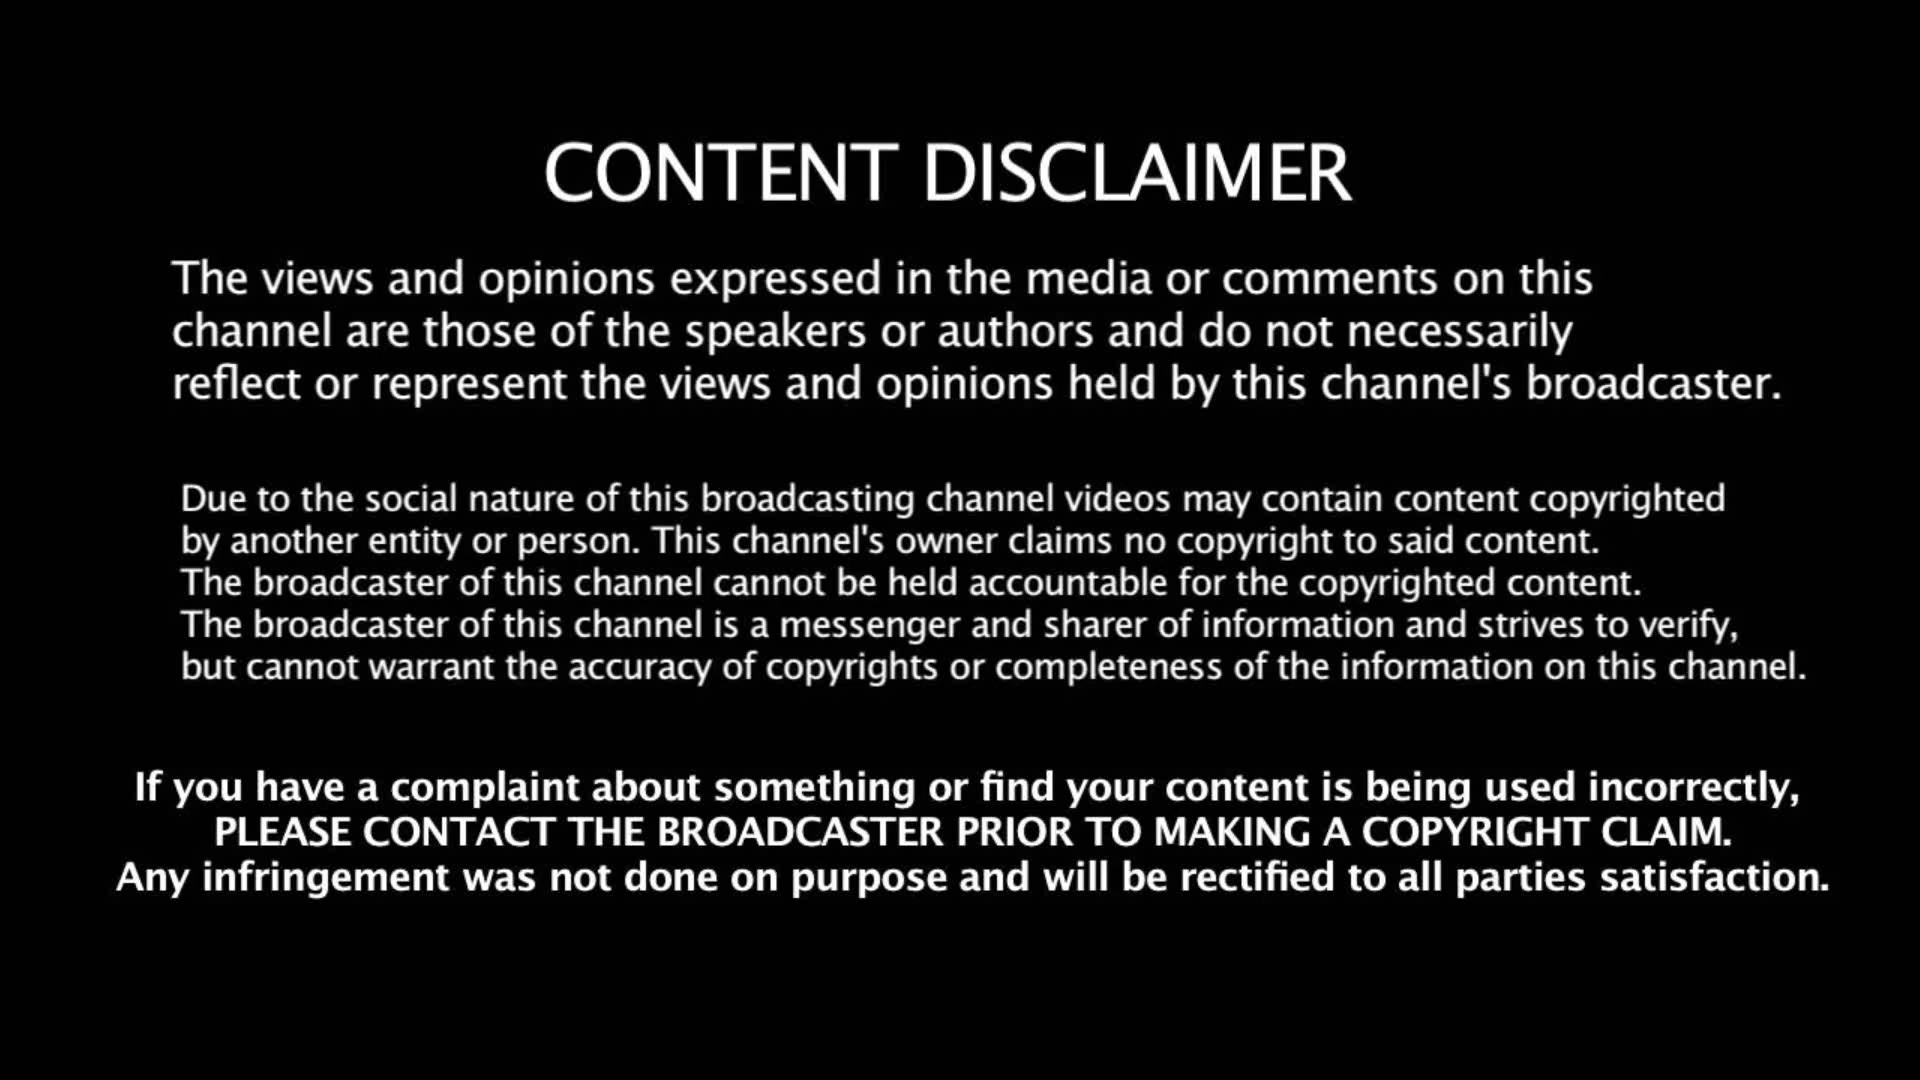 CONTENT DISCLAIMER
The views and opinions expressed in the media or comments on this
channel are those of the speakers or authors and do not necessarily
reflect or represent the views and opinions held by this channel's broadcaster.
Due to the social nature of this broadcasting channel videos may contain content copyrighted
by another entity or person. This channel's owner claims no copyright to said content.
The broadcaster of this channel cannot be held accountable for the copyrighted content.
The broadcaster of this channel is a messenger and sharer of information and strives to verify,
but cannot warrant the accuracy of copyrights or completeness of the information on this channel.
If you have a complaint about something or find your content is being used incorrectly,
PLEASE CONTACT THE BROADCASTER PRIOR TO MAKING A COPYRIGHT CLAIM.
Any infringement was not done on purpose and will be rectified to all parties satisfaction.